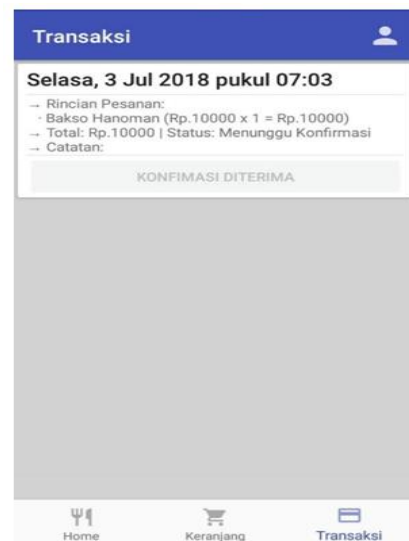 Transaksi
Selasa, 3 Jul 2018 pukul 07:03
→ Rincian Pesanan:
· Bakso Hanoman (Rp.10000 x 1 = Rp.10000)
→ Total: Rp.10000 | Status: Menunggu Konfirmasi
→ Catatan:
KONFIMASI DITERIMA
Home Keranjang Transaksi